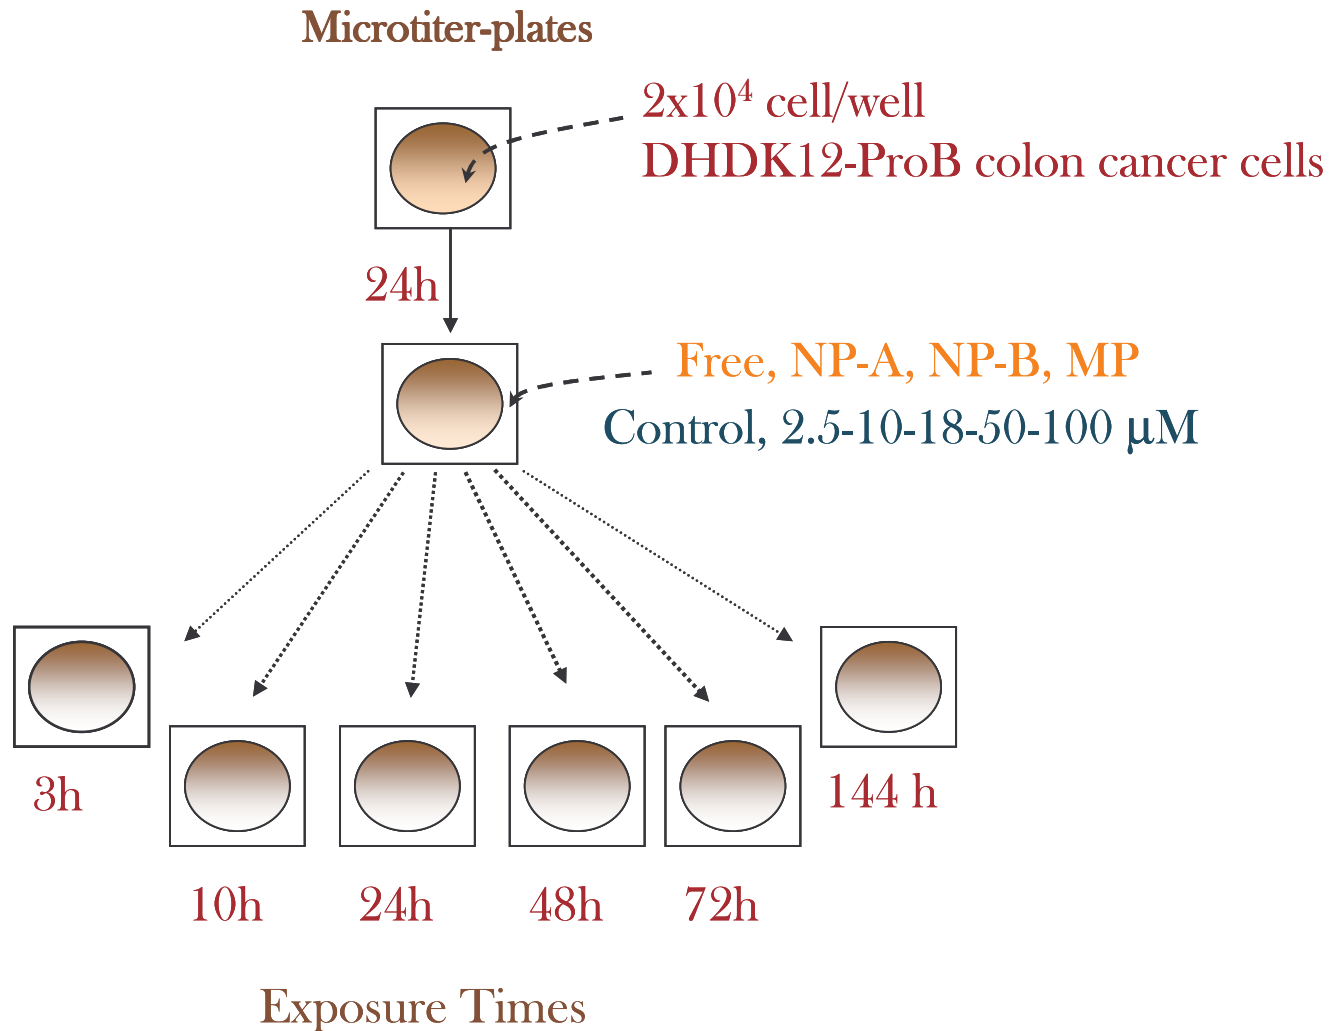 Microtiter-plates
2x10⁴ cell/well
DHDK12-ProB colon cancer cells
24h
Free, NP-A, NP-B, MP
Control, 2.5-10-18-50-100 µM
3h
144 h
10h
24h
48h
72h
Exposure Times